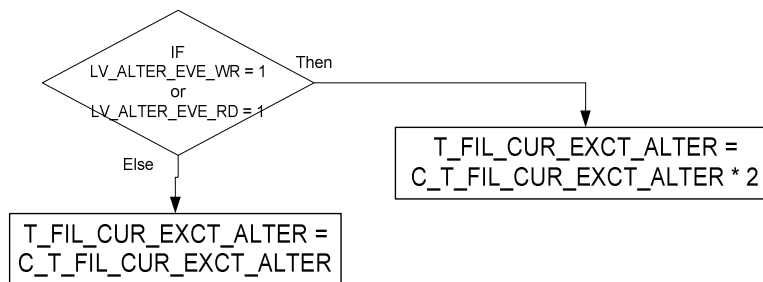 IF
LV_ALTER_EVE_WR = 1
or
LV_ALTER_EVE_RD = 1
Then
T_FIL_CUR_EXCT_ALTER =
C_T_FIL_CUR_EXCT_ALTER * 2
Else
T_FIL_CUR_EXCT_ALTER =
C_T_FIL_CUR_EXCT_ALTER